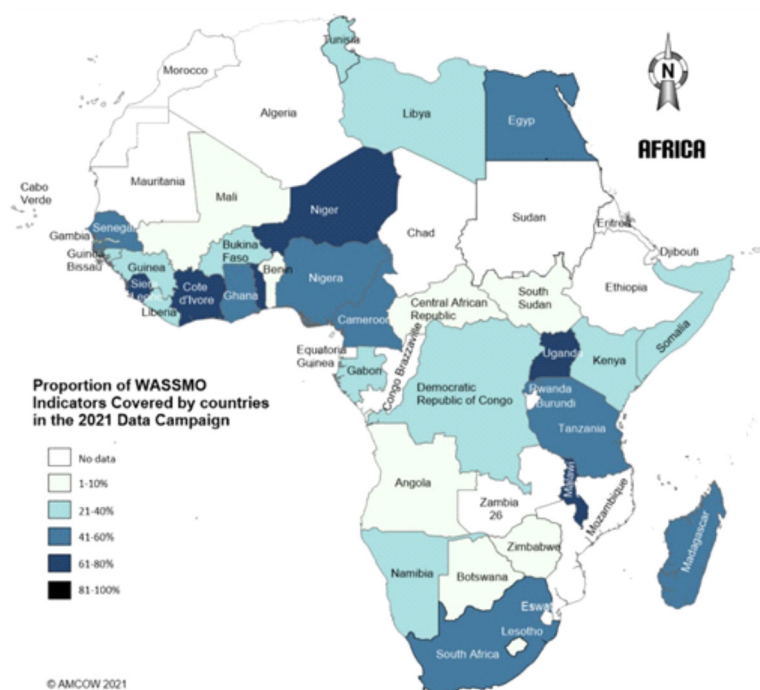 Tunisia
Morocco
N
Algeria
Libya
Egyp
AFRICA
Cabo
Verde
Mauritania
Mali
Niger
Chad
Sudan
Eritrea
Senegal
Gambia
Guinea
Bissau
Guinea
Bukina
Faso
Benin
Nigera
Djibouti
Sierra
Leone
Cote
d'Ivore
Ghana
Liberia
Central African
Republic
South
Sudan
Ethiopia
Somalia
Cameroon
Equatoria
Guinea
Gabon
Congo Brazzaville
Uganda
Kenya
Democratic
Republic of Congo
Rwanda
Burundi
Tanzania
Proportion of WASSMO
Indicators Covered by countries
in the 2021 Data Campaign
No data
1-10%
21-40%
41-60%
61-80%
81-100%
Angola
Zambia
26
Malawi
Mozambique
Madagascar
Zimbabwe
Namibia
Botswana
Eswat
Lesotho
South Africa
© AMCOW 2021